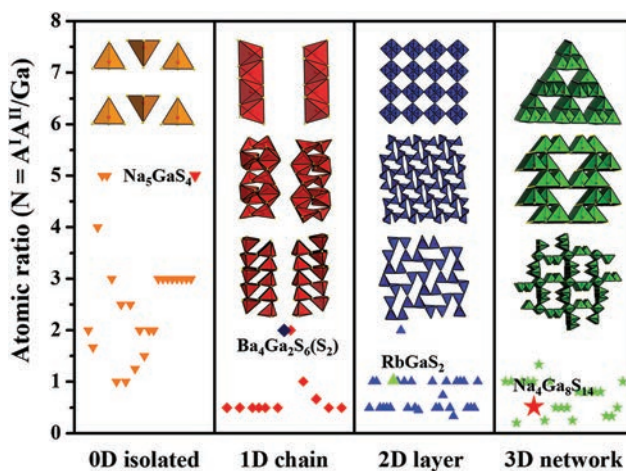 Atomic ratio (N = AᴵAᴵᴵ/Ga)
8
7
6
5
4
3
2
1
0
Na₅GaS₄
Ba₄Ga₂S₆(S₂)
RbGaS₂
Na₄Ga₈S₁₄
0D isolated
1D chain
2D layer
3D network